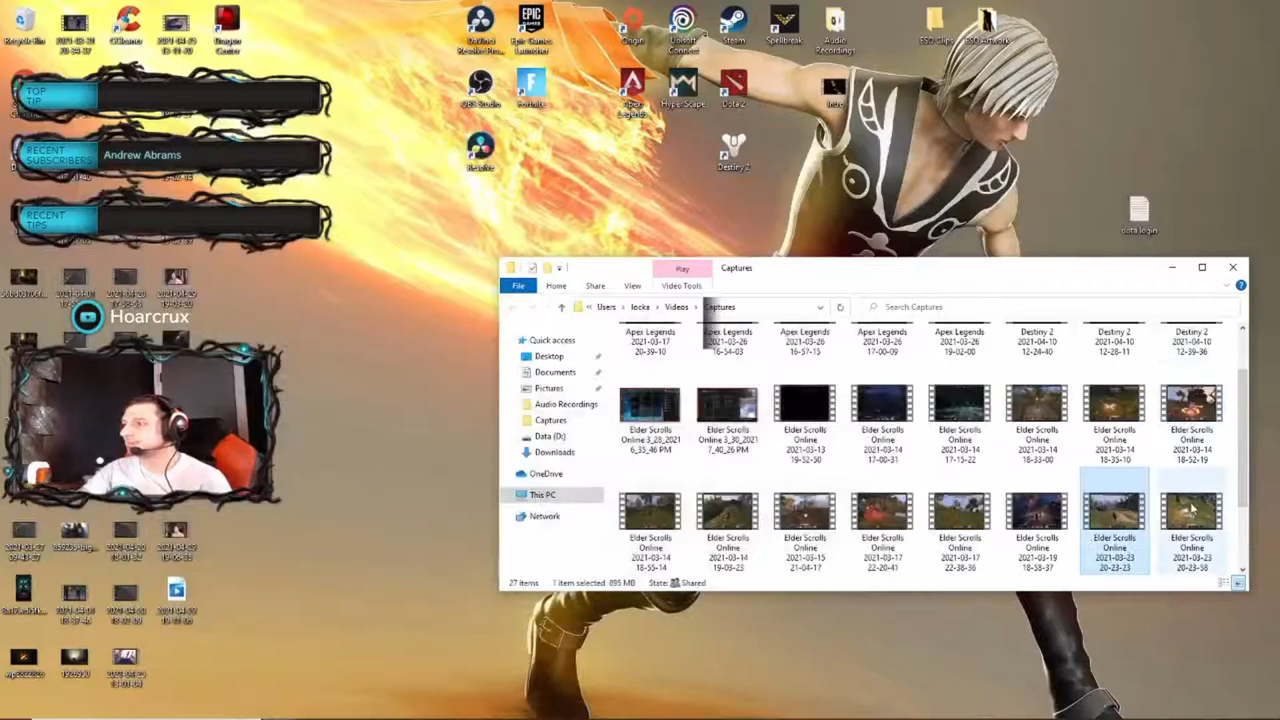 Recycle Bin
CCleaner
Dragon
Center
DaVinci
Resolve Pro...
Epic Games
Launcher
Origin
Ubisoft
Connect
Steam
Spellbreak
Audio
Recordings
ESO Clips
ESO Artwork
OBS Studio
Fortnite
Apex
Legends
HyperScape
Dota 2
Intro
Resolve
Destiny 2
dota login
TOP
TIP
RECENT
SUBSCRIBERS
Andrew Abrams
RECENT
TIPS
Hoarcrux
Play
Captures
File
Home
Share
View
Video Tools
Users
locka
Videos
Captures
Search Captures
Quick access
Desktop
Documents
Pictures
Audio Recordings
Captures
Data (D:)
Downloads
OneDrive
This PC
Network
Apex Legends
2021-03-17
20-39-10
Apex Legends
2021-03-26
16-54-03
Apex Legends
2021-03-26
16-57-15
Apex Legends
2021-03-26
17-00-09
Apex Legends
2021-03-26
19-02-00
Destiny 2
2021-04-10
12-24-40
Destiny 2
2021-04-10
12-28-11
Destiny 2
2021-04-10
12-39-36
Elder Scrolls
Online 3_28_2021
6_35_46 PM
Elder Scrolls
Online 3_30_2021
7_40_26 PM
Elder Scrolls
Online
2021-03-13
19-52-50
Elder Scrolls
Online
2021-03-14
17-00-31
Elder Scrolls
Online
2021-03-14
17-15-22
Elder Scrolls
Online
2021-03-14
18-33-00
Elder Scrolls
Online
2021-03-14
18-35-10
Elder Scrolls
Online
2021-03-14
18-52-19
Elder Scrolls
Online
2021-03-14
18-55-14
Elder Scrolls
Online
2021-03-14
19-03-23
Elder Scrolls
Online
2021-03-15
21-04-17
Elder Scrolls
Online
2021-03-17
22-20-41
Elder Scrolls
Online
2021-03-17
22-38-36
Elder Scrolls
Online
2021-03-19
18-58-37
Elder Scrolls
Online
2021-03-23
20-23-23
Elder Scrolls
Online
2021-03-23
20-23-58
27 items
1 item selected 895 MB
State:
Shared